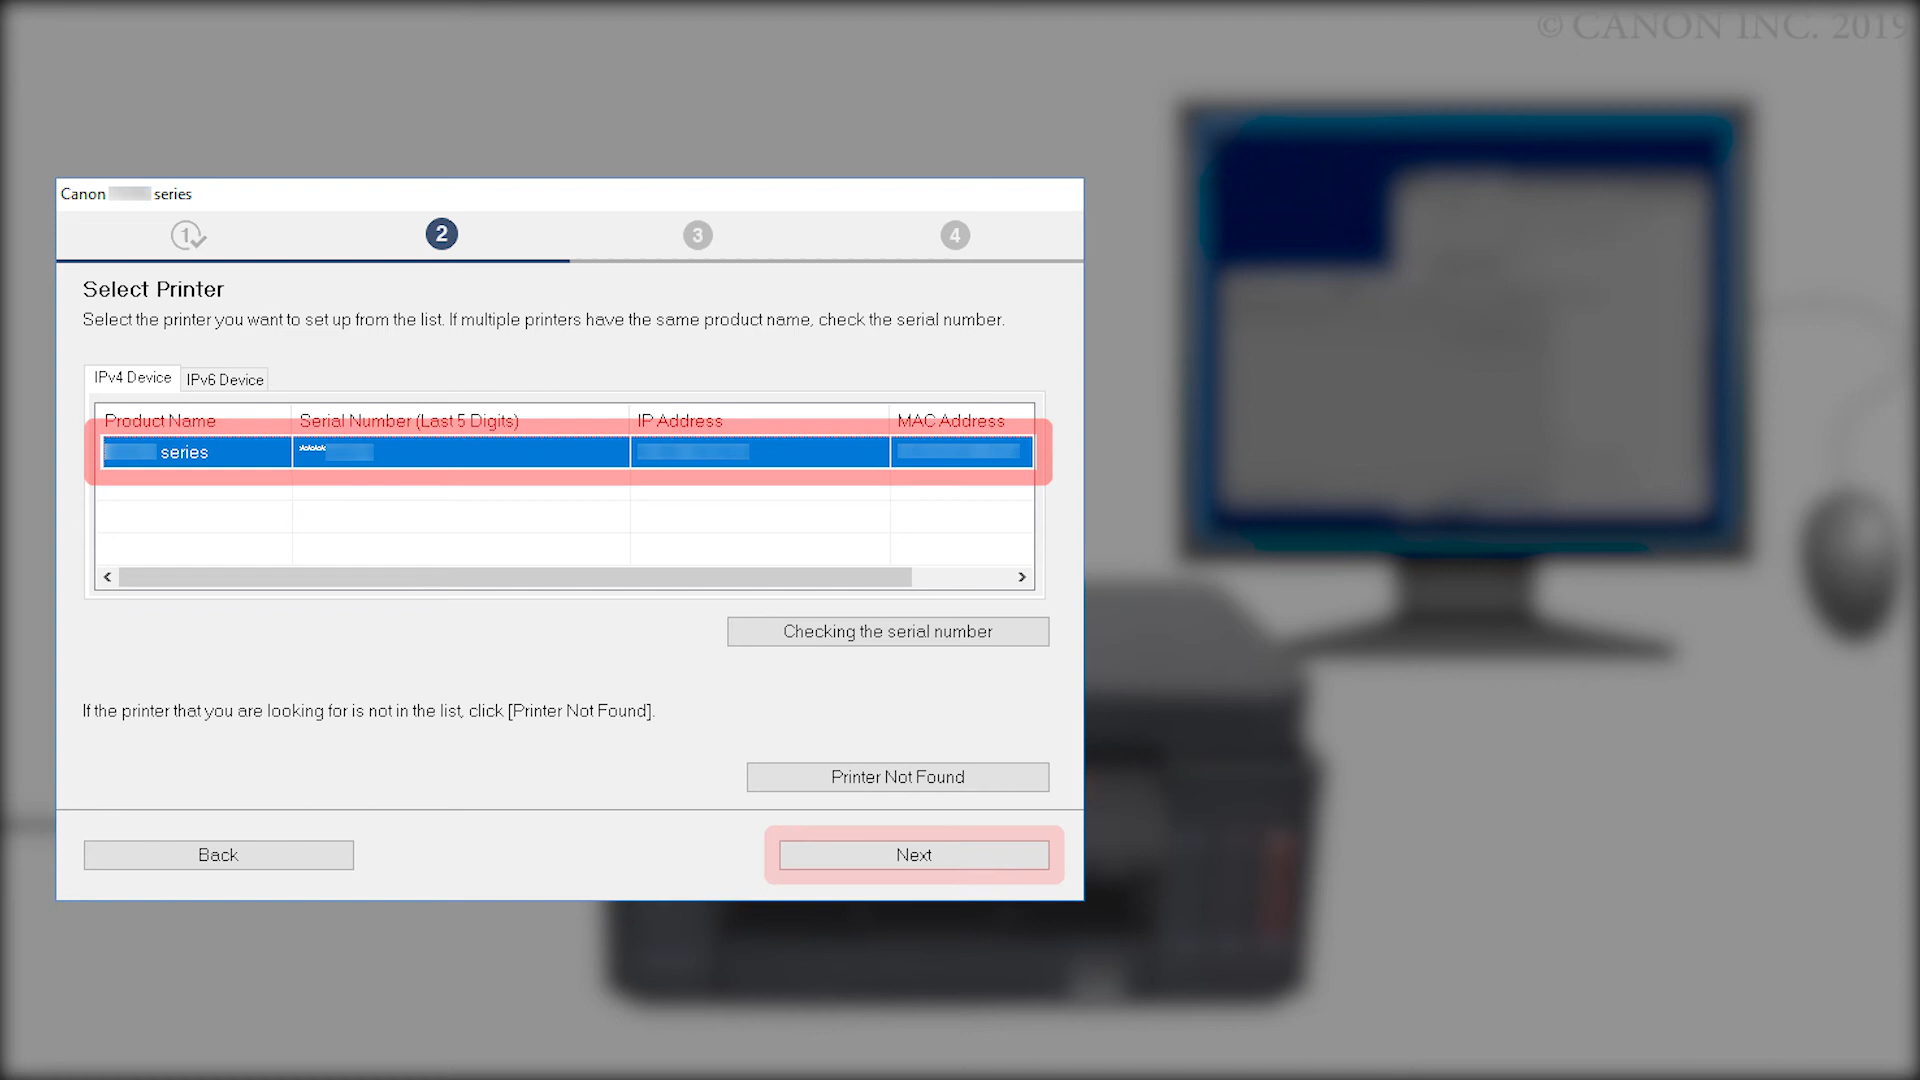 © CANON INC. 2019
Canon series
1
2
3
4
Select Printer
Select the printer you want to set up from the list. If multiple printers have the same product name, check the serial number.
IPv4 Device IPv6 Device
Product Name Serial Number (Last 5 Digits) IP Address MAC Address
series ****
Checking the serial number
If the printer that you are looking for is not in the list, click [Printer Not Found].
Printer Not Found
Back
Next